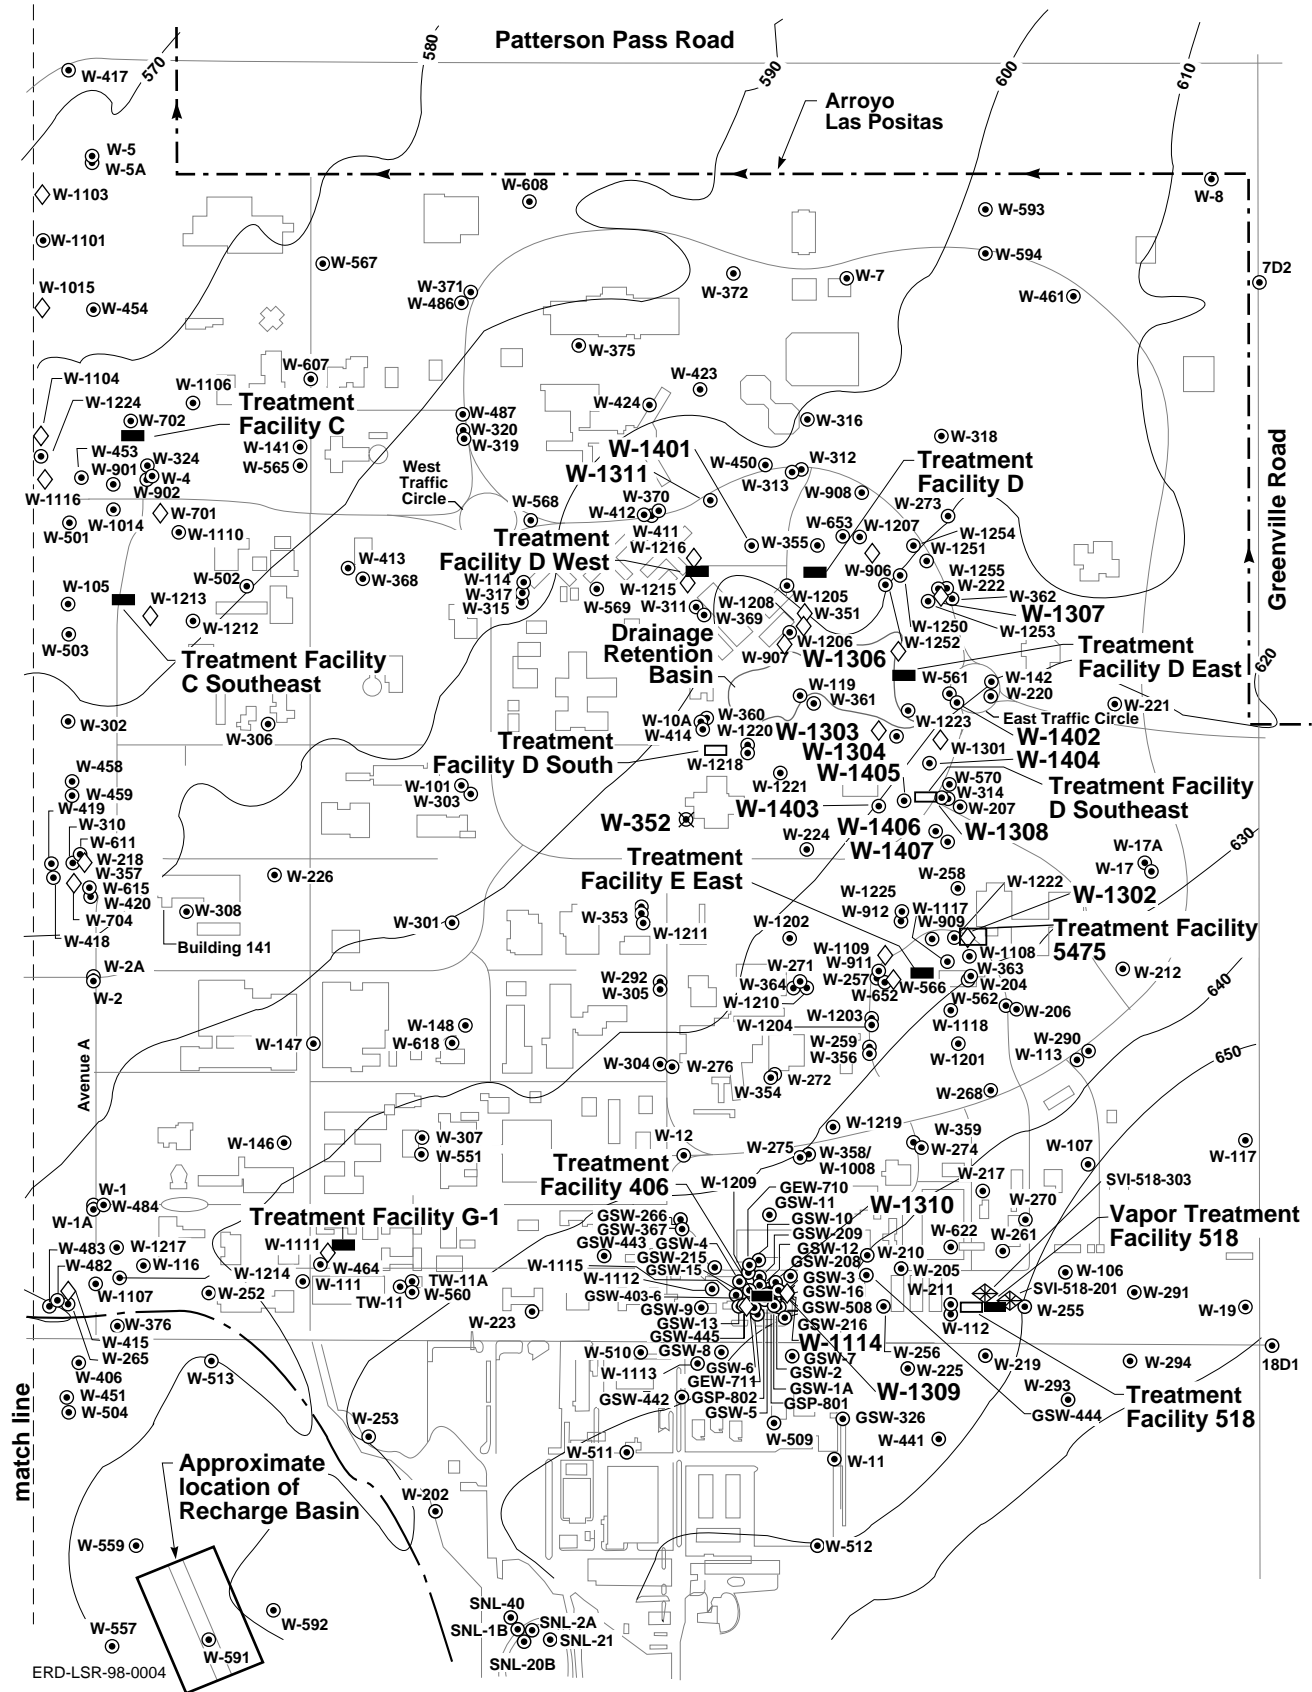 Patterson Pass Road
570
580
590
600
610
Arroyo
Las Positas
W-417
W-5
W-5A
W-1103
W-608
W-8
W-593
W-1101
W-567
W-594
7D2
W-1015
W-454
W-371
W-486
W-372
W-7
W-461
W-375
W-607
W-1104
W-1106
W-1224
W-423
W-424
W-702
Treatment
Facility C
W-487
W-320
W-319
W-316
W-318
W-141
W-565
W-453
W-901
W-324
W-4
W-902
W-1116
W-701
W-1014
W-501
W-1110
West
Traffic
Circle
W-1401
W-1311
W-450
W-312
W-313
Treatment
Facility D
W-908
W-273
W-568
W-370
W-412
W-411
W-653
W-1207
W-1254
W-355
W-1251
Treatment
Facility D West
W-1216
W-1215
W-906
W-1255
W-222
W-362
W-1307
W-413
W-368
W-502
W-105
W-1213
W-1212
W-503
W-114
W-317
W-315
W-569
W-311
W-369
W-1208
W-1205
W-351
W-1206
W-1250
W-1253
W-1252
W-907
W-1306
Drainage
Retention
Basin
Treatment
Facility D East
Greenville Road
620
Treatment Facility
C Southeast
W-561
W-142
W-220
W-119
W-361
W-221
W-302
W-306
W-10A
W-360
W-414
W-1220
W-1218
W-1223
East Traffic Circle
W-1303
W-1304
W-1301
W-1402
W-1404
Treatment
Facility D South
W-1405
W-1221
W-570
W-314
W-207
Treatment Facility
D Southeast
W-458
W-459
W-101
W-303
W-1403
W-419
W-310
W-352
W-1406
W-1407
W-1308
W-611
W-218
W-357
W-615
W-420
W-704
W-418
W-224
W-17A
W-17
630
Treatment
Facility E East
W-226
W-258
W-1222
W-1302
W-308
W-1225
W-912
W-1117
W-909
Building 141
W-301
W-353
W-1211
W-1202
Treatment Facility
5475
W-2A
W-2
W-1109
W-911
W-257
W-652
W-566
W-1108
W-363
W-204
W-212
W-292
W-305
W-271
W-364
W-1210
W-562
W-206
640
W-148
W-618
W-1203
W-1204
W-1118
W-147
W-259
W-356
W-1201
W-290
W-113
650
Avenue A
W-304
W-276
W-354
W-272
W-268
W-146
W-307
W-551
W-12
W-1219
W-359
W-274
W-275
W-358/
W-1008
W-107
W-117
Treatment
Facility 406
W-1209
W-217
SVI-518-303
W-1
W-484
W-1A
GEW-710
GSW-11
GSW-10
GSW-209
GSW-12
GSW-208
W-1310
W-270
Treatment Facility G-1
GSW-266
GSW-367
GSW-443
GSW-4
GSW-215
GSW-15
W-622
W-261
Vapor Treatment
Facility 518
W-483
W-482
W-1217
W-116
W-1111
W-464
W-1115
W-210
W-205
W-106
W-1214
W-111
TW-11A
W-560
TW-11
W-1112
GSW-403-6
GSW-3
GSW-16
GSW-508
GSW-216
W-211
SVI-518-201
W-291
W-1107
W-252
W-223
GSW-9
GSW-13
GSW-445
W-112
W-255
W-19
W-376
W-415
W-265
W-406
W-510
GSW-8
W-1114
W-256
W-225
W-219
W-294
18D1
W-513
W-1113
GSW-6
GEW-711
GSW-7
GSW-2
GSW-1A
GSP-801
W-1309
W-451
W-504
GSW-442
GSP-802
GSW-5
W-293
GSW-444
Treatment
Facility 518
match line
W-253
W-509
GSW-326
W-441
W-511
W-11
Approximate
location of
Recharge Basin
W-202
W-559
W-512
SNL-40
SNL-1B
SNL-2A
SNL-21
SNL-20B
W-592
W-557
W-591
ERD-LSR-98-0004